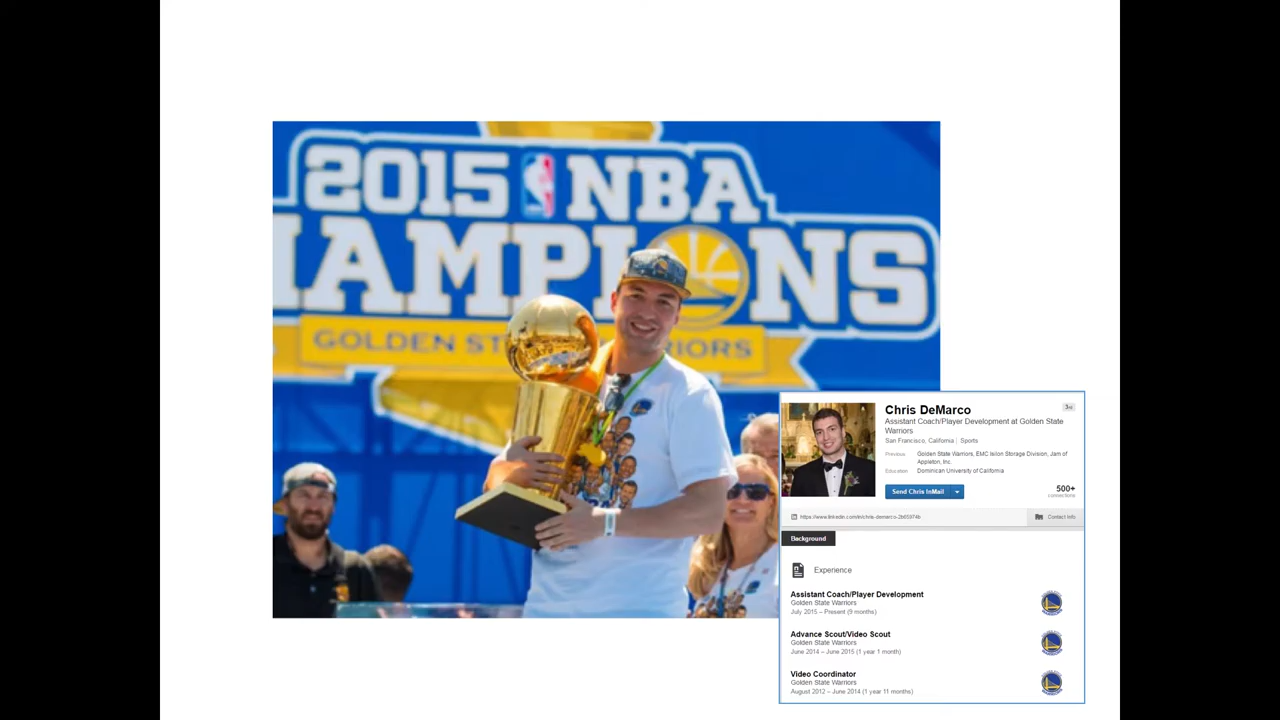 2015 NBA
HAMPIONS
GOLDEN ST RIORS
Chris DeMarco
3rd
Assistant Coach/Player Development at Golden State
Warriors
San Francisco, California | Sports
Previous
Golden State Warriors, EMC Isilon Storage Division, Jam of
Appleton, Inc.
Education
Dominican University of California
Send Chris InMail
500+
connections
Contact Info
Background
Experience
Assistant Coach/Player Development
Golden State Warriors
July 2015 – Present (9 months)
Advance Scout/Video Scout
Golden State Warriors
June 2014 – June 2015 (1 year 1 month)
Video Coordinator
Golden State Warriors
August 2012 – June 2014 (1 year 11 months)